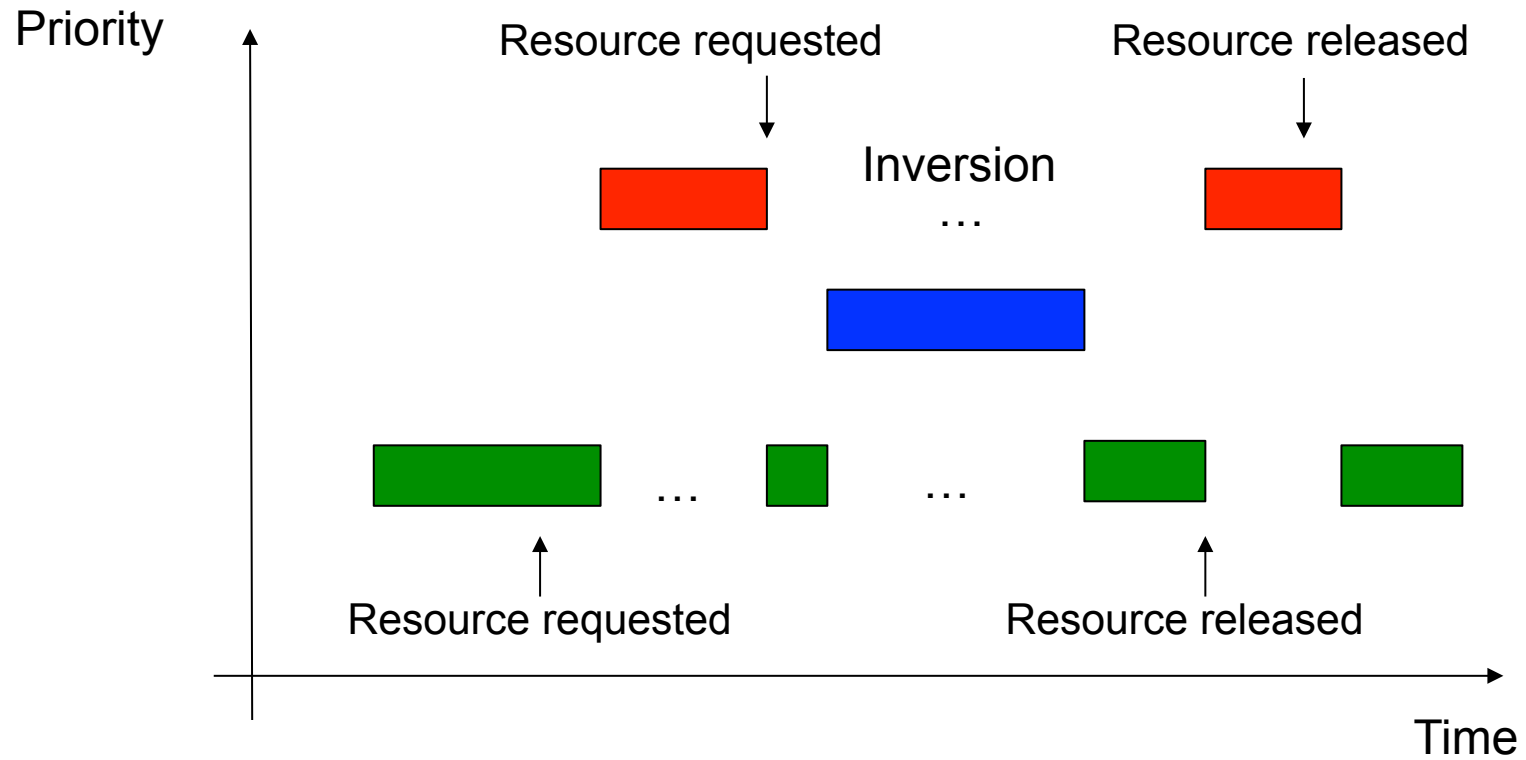 Priority
Resource requested
Resource released
Inversion
…
… …
Resource requested
Resource released
Time